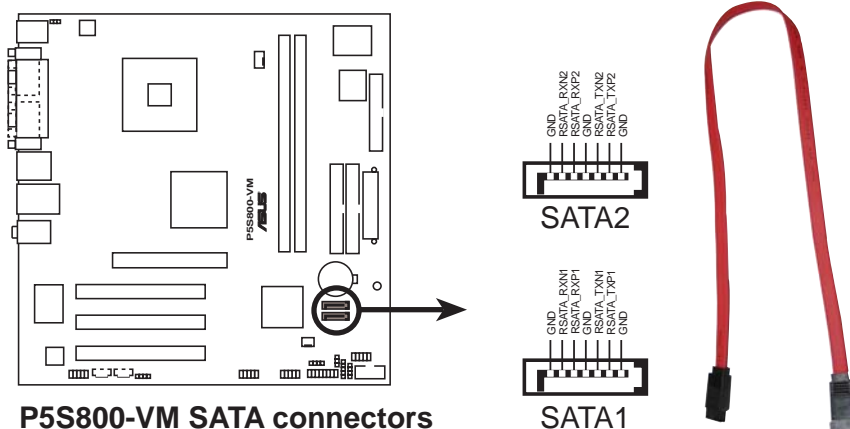 P5S800-VM
ASUS
GND
RSATA_RXN2
RSATA_RXP2
GND
RSATA_TXN2
RSATA_TXP2
GND
SATA2
GND
RSATA_RXN1
RSATA_RXP1
GND
RSATA_TXN1
RSATA_TXP1
GND
SATA1
P5S800-VM SATA connectors